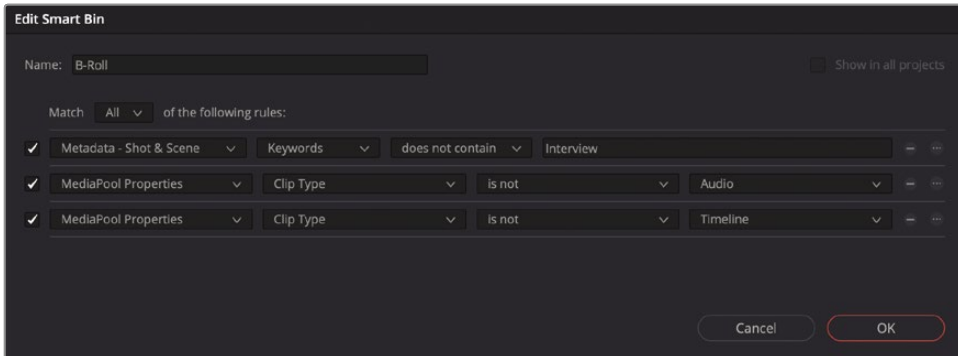 Edit Smart Bin
Name: B-Roll Show in all projects
Match All of the following rules:
Metadata - Shot & Scene Keywords does not contain Interview
MediaPool Properties Clip Type is not Audio
MediaPool Properties Clip Type is not Timeline
Cancel OK